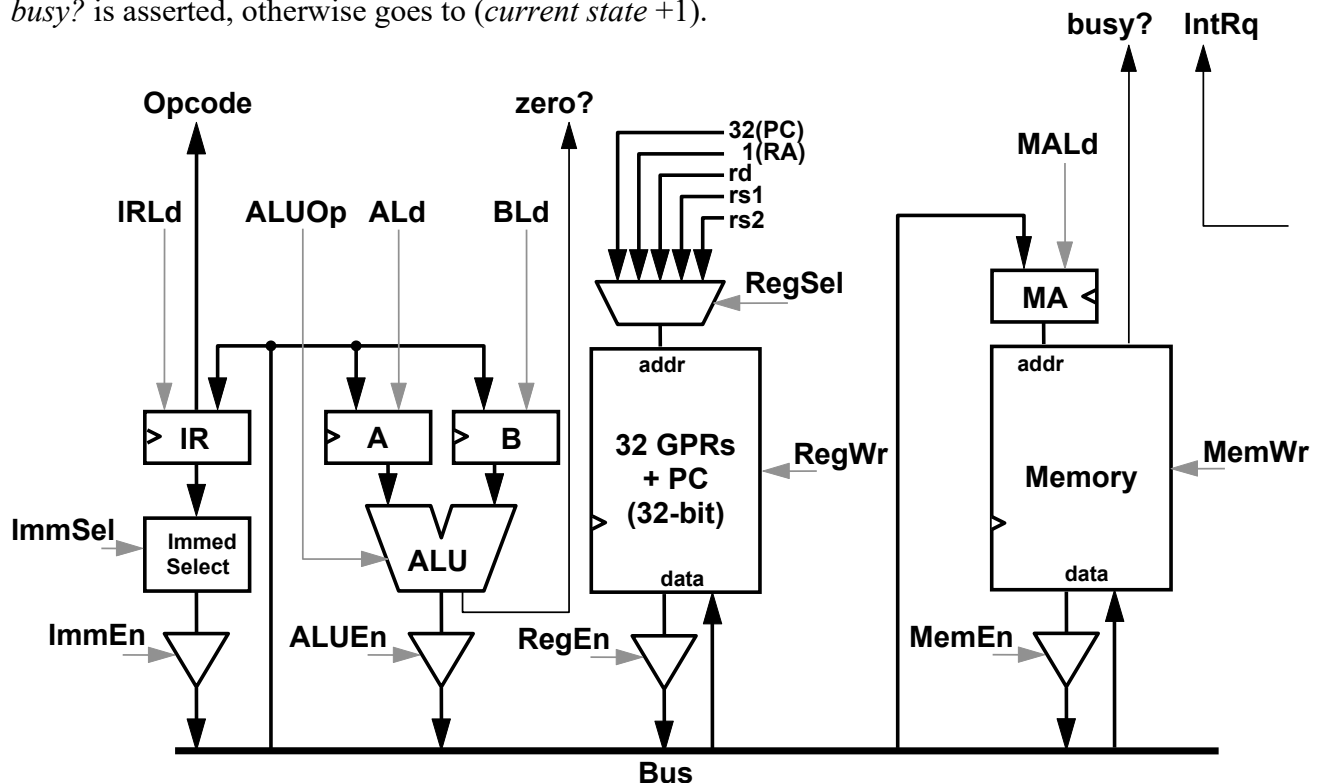 busy? is asserted, otherwise goes to (current state +1).
busy? IntRq
Opcode zero?
32(PC)
1(RA)
rd
rs1
rs2
MALd
IRLd ALUOp ALd BLd
RegSel
MA
addr
addr
IR A B
32 GPRs
+ PC
(32-bit)
RegWr
Memory
MemWr
ImmSel
Immed
Select
ALU
data
data
ImmEn ALUEn RegEn MemEn
Bus